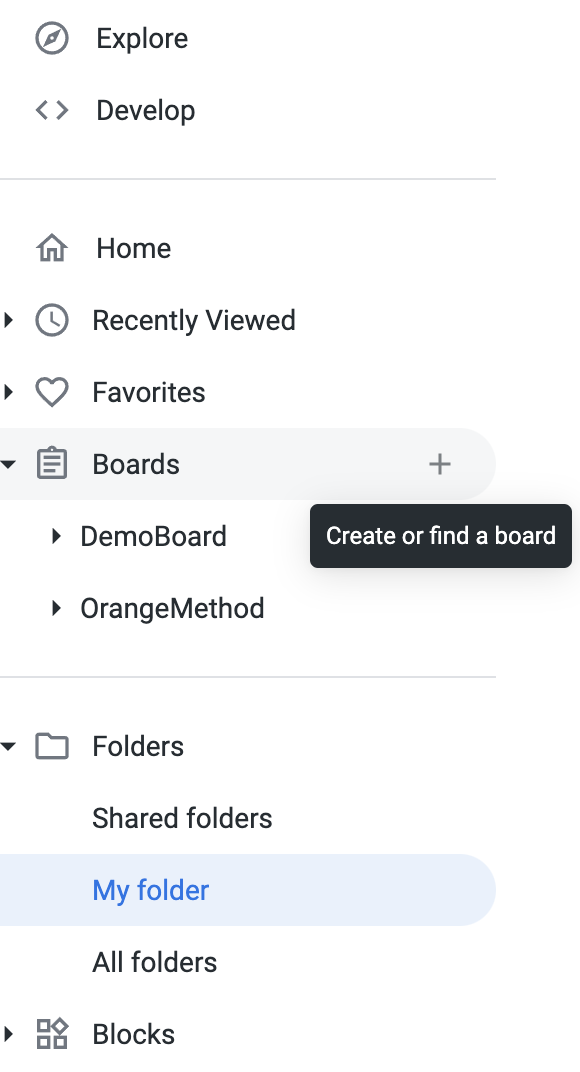 Explore
Develop
Home
Recently Viewed
Favorites
Boards
DemoBoard
Create or find a board
OrangeMethod
Folders
Shared folders
My folder
All folders
Blocks